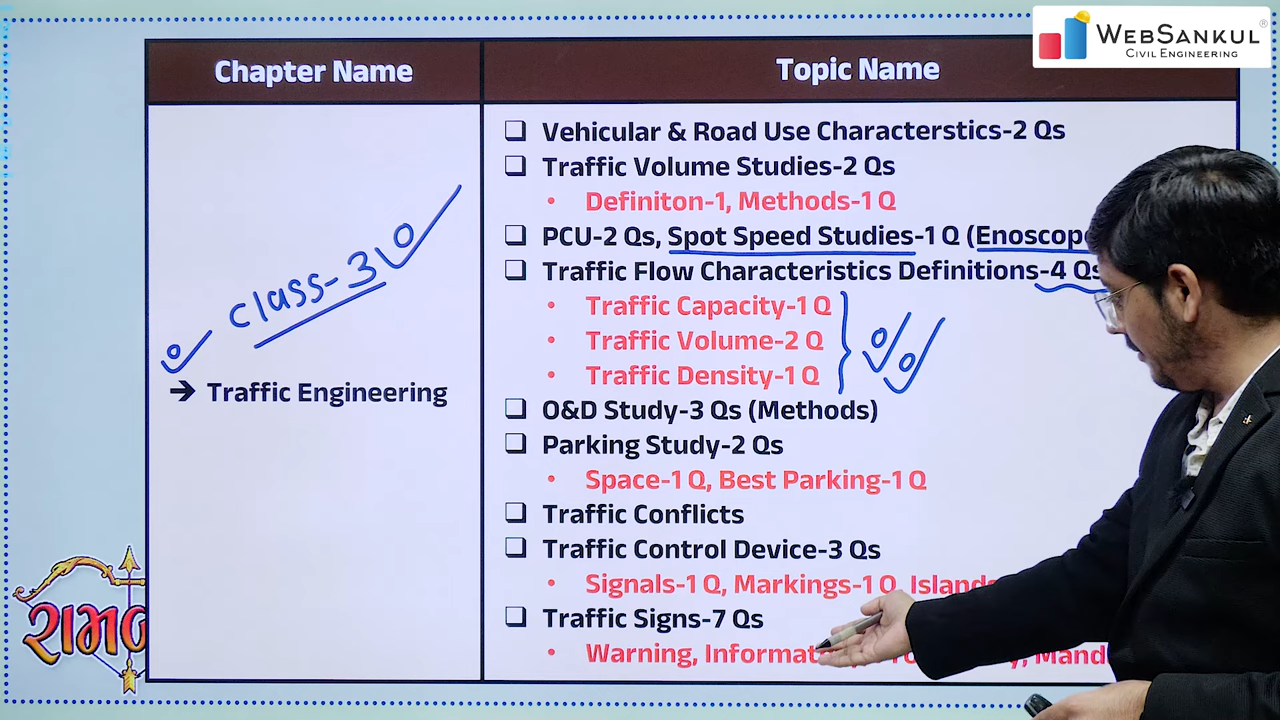 WEBSANKUL®
CIVIL ENGINEERING
Chapter Name
Topic Name
❑ Vehicular & Road Use Characterstics-2 Qs
❑ Traffic Volume Studies-2 Qs
• Definiton-1, Methods-1 Q
❑ PCU-2 Qs, Spot Speed Studies-1 Q (Enoscope
❑ Traffic Flow Characteristics Definitions-4 Qs
• Traffic Capacity-1 Q
• Traffic Volume-2 Q
• Traffic Density-1 Q
❑ O&D Study-3 Qs (Methods)
❑ Parking Study-2 Qs
• Space-1 Q, Best Parking-1 Q
❑ Traffic Conflicts
❑ Traffic Control Device-3 Qs
• Signals-1 Q, Markings-1 Q, Islands
❑ Traffic Signs-7 Qs
• Warning,
class-3
→ Traffic Engineering